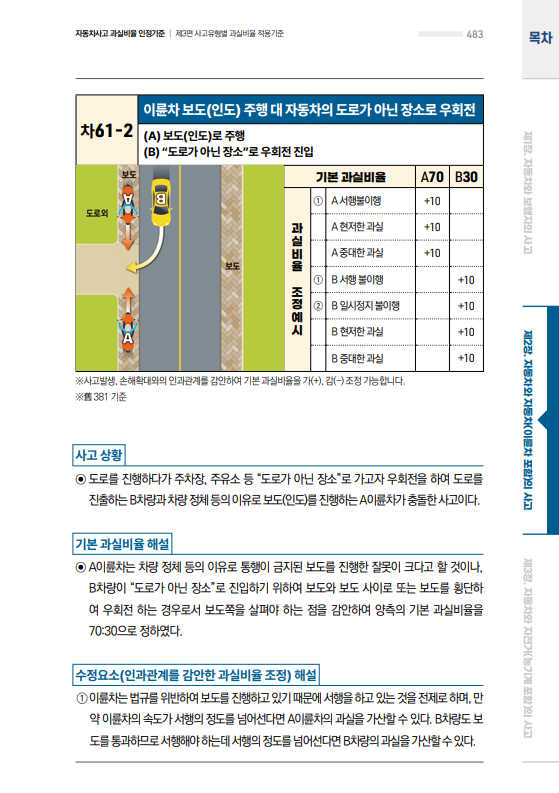 자동차사고 과실비율 인정기준 | 제3편 사고유형별 과실비율 적용기준
483
목차
차61-2
이륜차 보도(인도) 주행 대 자동차의 도로가 아닌 장소로 우회전
(A) 보도(인도)로 주행
(B) “도로가 아닌 장소”로 우회전 진입
보도
도로외
A
B
보도
A
기본 과실비율 A70 B30
과실비율 조정예시
① A 서행불이행 +10
A 현저한 과실 +10
A 중대한 과실 +10
① B 서행 불이행 +10
② B 일시정지 불이행 +10
B 현저한 과실 +10
B 중대한 과실 +10
※사고발생, 손해확대와의 인과관계를 감안하여 기본 과실비율을 가(+), 감(-) 조정 가능합니다.
※舊 381 기준
사고 상황
◉ 도로를 진행하다가 주차장, 주유소 등 “도로가 아닌 장소”로 가고자 우회전을 하여 도로를
진출하는 B차량과 차량 정체 등의 이유로 보도(인도)를 진행하는 A이륜차가 충돌한 사고이다.
기본 과실비율 해설
◉ A이륜차는 차량 정체 등의 이유로 통행이 금지된 보도를 진행한 잘못이 크다고 할 것이나,
B차량이 “도로가 아닌 장소”로 진입하기 위하여 보도와 보도 사이로 또는 보도를 횡단하
여 우회전 하는 경우로서 보도쪽을 살펴야 하는 점을 감안하여 양측의 기본 과실비율을
70:30으로 정하였다.
수정요소(인과관계를 감안한 과실비율 조정) 해설
① 이륜차는 법규를 위반하여 보도를 진행하고 있기 때문에 서행을 하고 있는 것을 전제로 하며, 만
약 이륜차의 속도가 서행의 정도를 넘어선다면 A이륜차의 과실을 가산할 수 있다. B차량도 보
도를 통과하므로 서행해야 하는데 서행의 정도를 넘어선다면 B차량의 과실을 가산할 수 있다.
제1장. 자동차와 보행자의 사고
제2장. 자동차와 자동차(이륜차 포함)의 사고
제3장. 자동차와 자전거(농기계 포함)의 사고